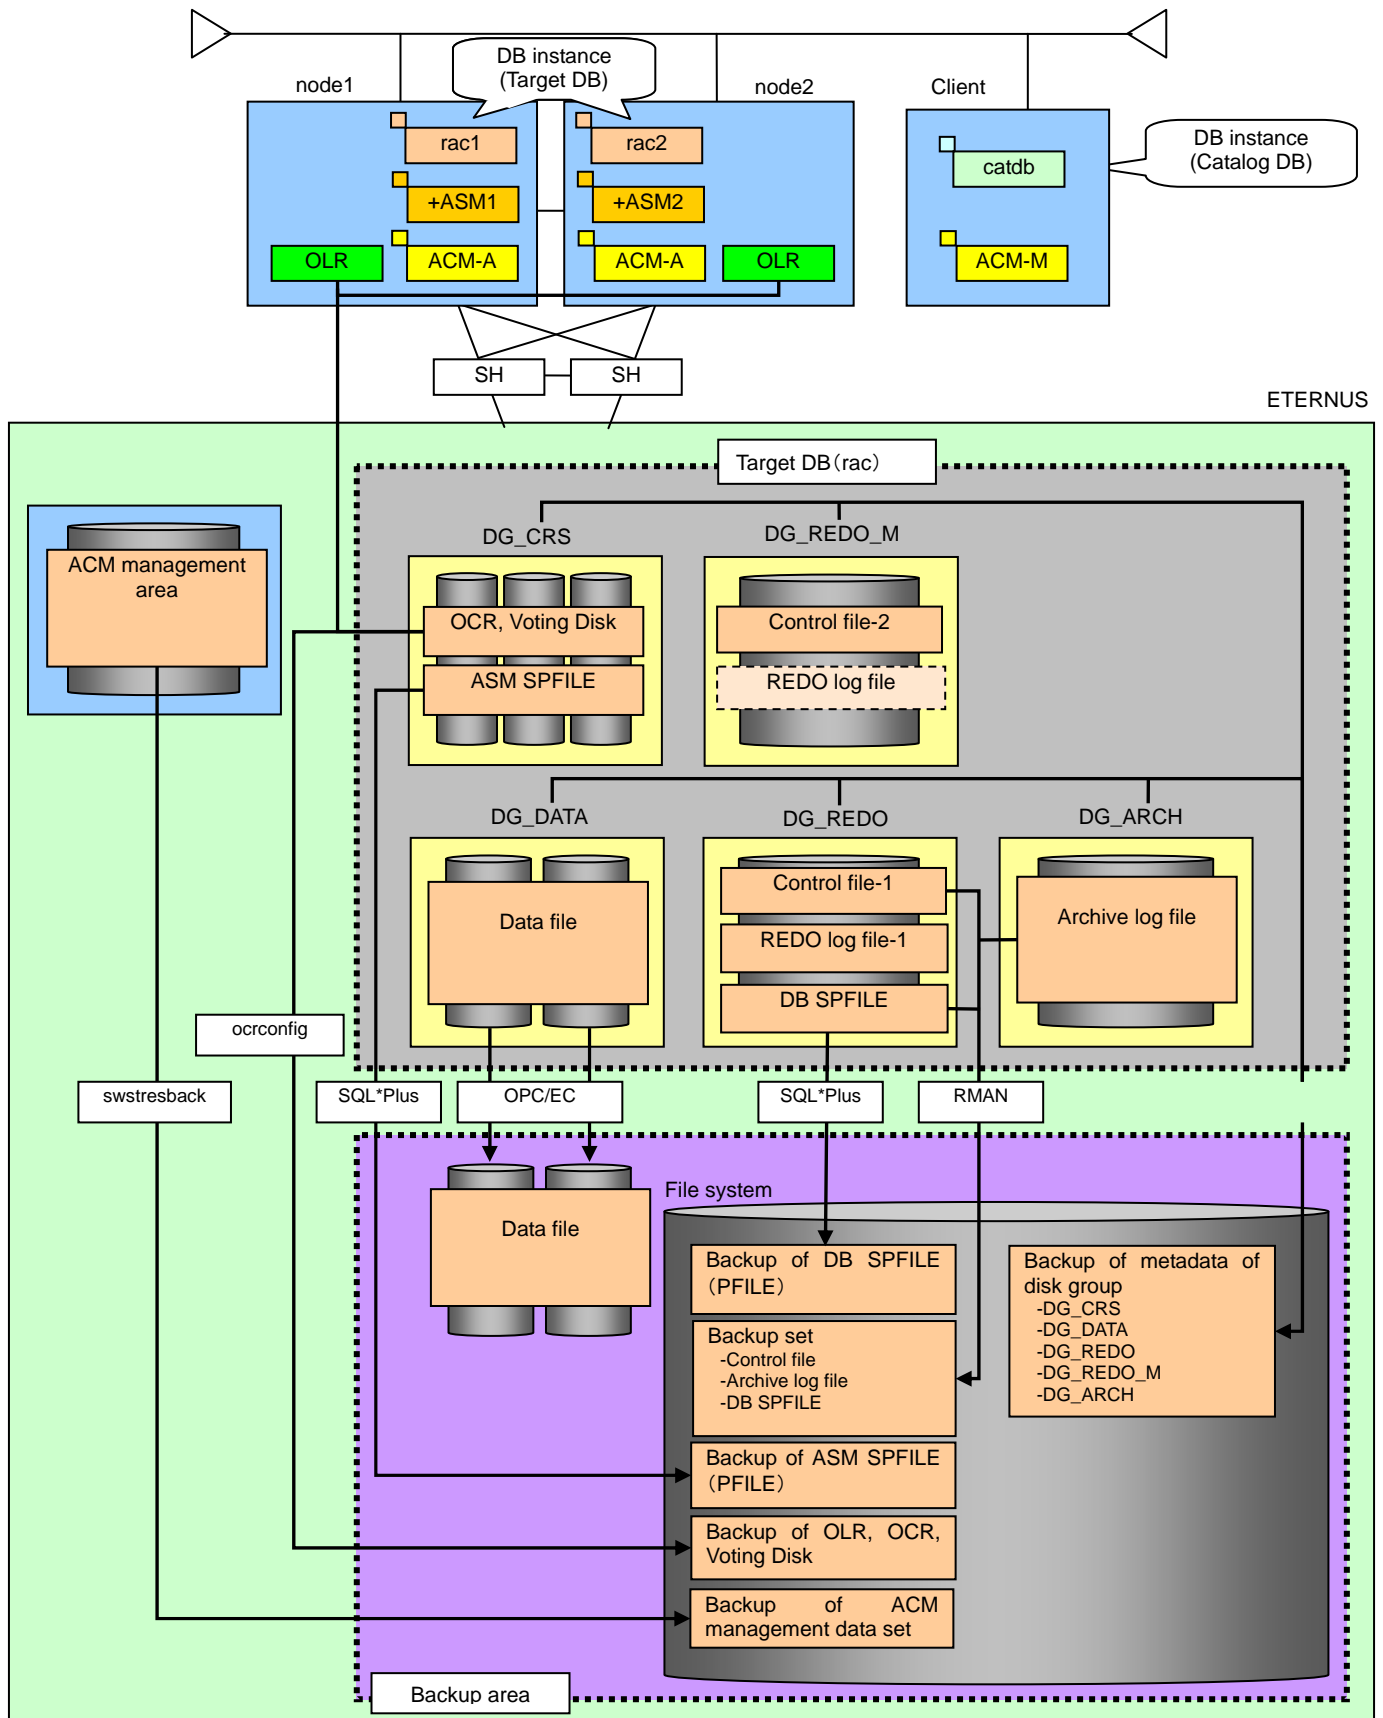 DB instance
(Target DB)
node1
node2
Client
rac1
rac2
DB instance
(Catalog DB)
catdb
+ASM1
+ASM2
OLR
ACM-A
ACM-A
OLR
ACM-M
SH
SH
ETERNUS
Target DB（rac）
DG_CRS
DG_REDO_M
ACM management
area
OCR, Voting Disk
Control file-2
ASM SPFILE
REDO log file
DG_DATA
DG_REDO
DG_ARCH
Data file
Control file-1
REDO log file-1
DB SPFILE
Archive log file
ocrconfig
swstresback
SQL*Plus
OPC/EC
SQL*Plus
RMAN
File system
Data file
Backup of DB SPFILE
（PFILE）
Backup of metadata of
disk group
-DG_CRS
-DG_DATA
-DG_REDO
-DG_REDO_M
-DG_ARCH
Backup set
-Control file
-Archive log file
-DB SPFILE
Backup of ASM SPFILE
（PFILE）
Backup of OLR, OCR,
Voting Disk
Backup of ACM
management data set
Backup area